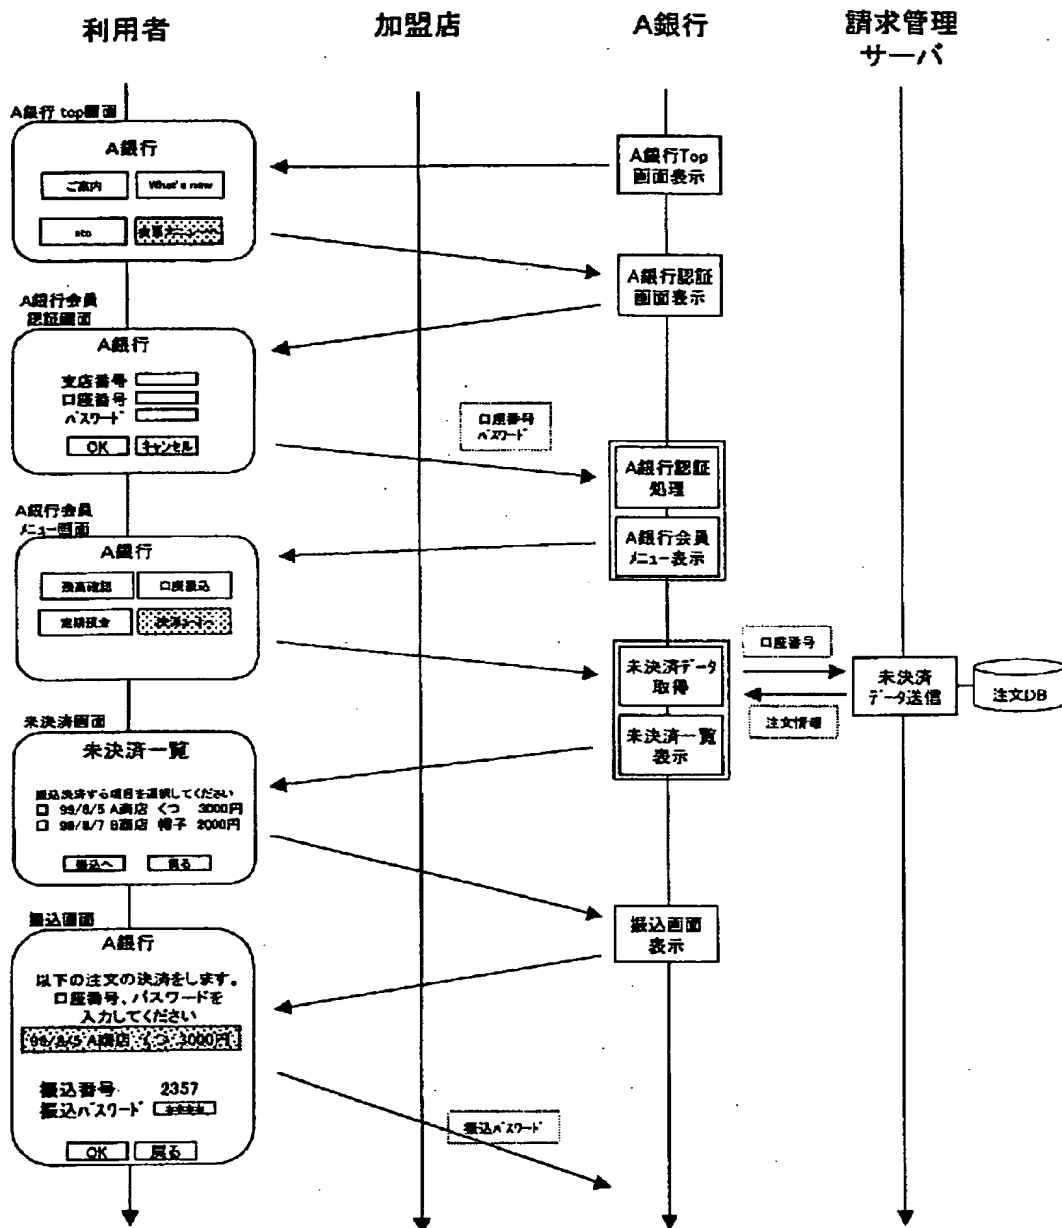 利用者
加盟店
A銀行
請求管理
サーバ
A銀行 top画面
A銀行
ご案内
What's new
etc
A銀行Top
画面表示
A銀行認証
画面表示
A銀行会員
認証画面
A銀行
支店番号
口座番号
パスワード
OK
キャンセル
口座番号
パスワード
A銀行認証
処理
A銀行会員
メニュー表示
A銀行会員
メニュー画面
A銀行
残高確認
口座振込
定期預金
未決済データ
取得
未決済一覧
表示
口座番号
注文情報
未決済
データ送信
注文DB
未決済画面
未決済一覧
振込決済する項目を選択してください
□ 99/8/5 A商店 くつ 3000円
□ 99/8/7 B商店 帽子 2000円
振込へ
戻る
振込画面
表示
振込画面
A銀行
以下の注文の決済をします。
口座番号、パスワードを
入力してください
99/8/5 A商店 くつ 3000円
振込番号 2357
振込パスワード ****
OK
戻る
振込パスワード